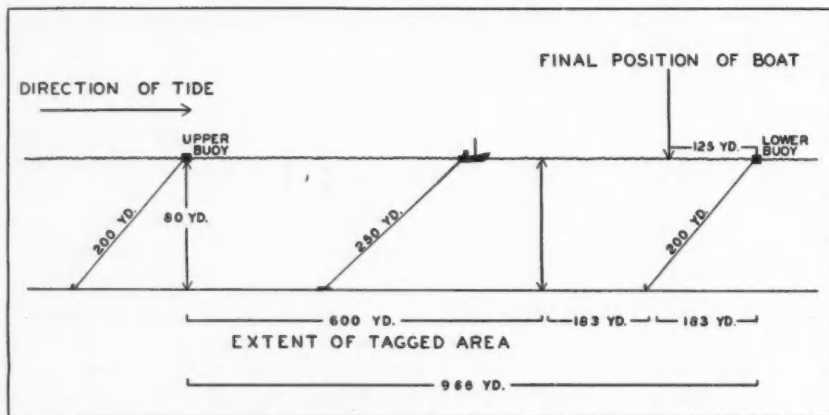 FINAL POSITION OF BOAT
DIRECTION OF TIDE
UPPER BUOY
125 YD.
LOWER BUOY
200 YD.
80 YD.
250 YD.
200 YD.
600 YD.
183 YD.
183 YD.
EXTENT OF TAGGED AREA
966 YD.